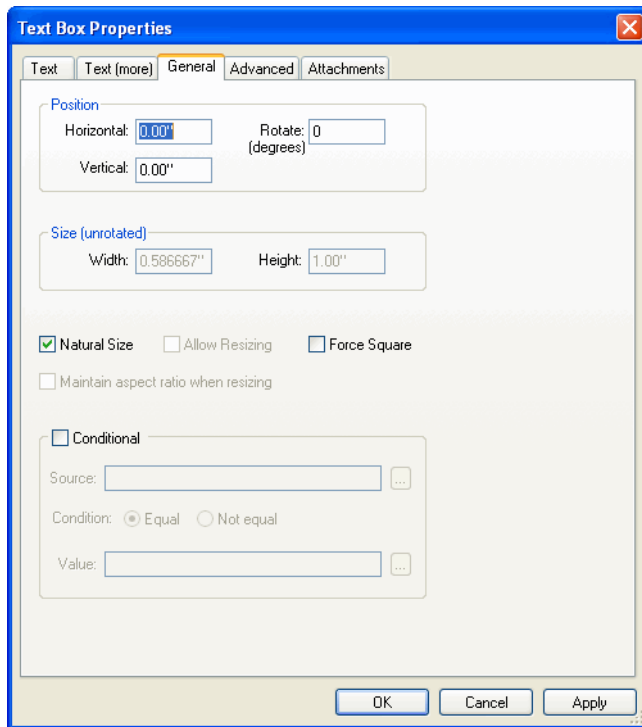 Text Box Properties
Text Text (more) General Advanced Attachments
Position
Horizontal: 0.00" Rotate: 0
(degrees)
Vertical: 0.00"
Size (unrotated)
Width: 0.586667" Height: 1.00"
Natural Size Allow Resizing Force Square
Maintain aspect ratio when resizing
Conditional
Source: ...
Condition: Equal Not equal
Value: ...
OK Cancel Apply